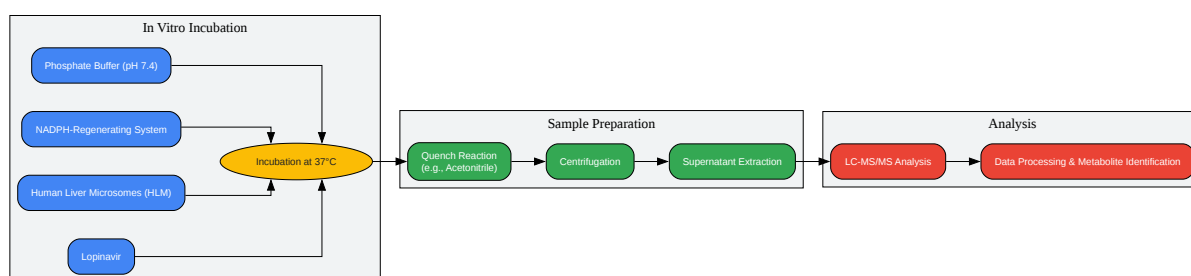 In Vitro Incubation
Phosphate Buffer (pH 7.4)
NADPH-Regenerating System
Human Liver Microsomes (HLM)
Lopinavir
Incubation at 37°C
Sample Preparation
Quench Reaction
(e.g., Acetonitrile)
Centrifugation
Supernatant Extraction
Analysis
LC-MS/MS Analysis
Data Processing & Metabolite Identification